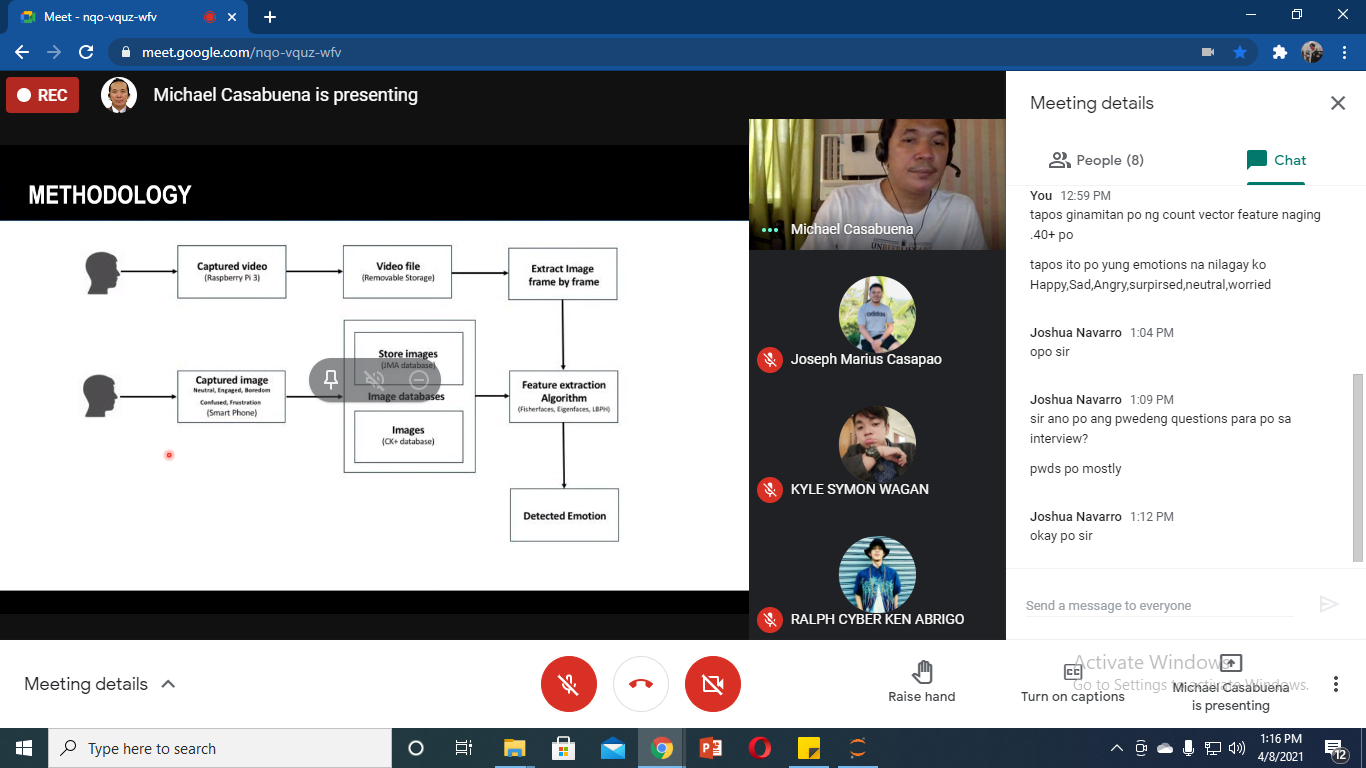 Meet - nqo-vquz-wfv
meet.google.com/nqo-vquz-wfv
REC
Michael Casabuena is presenting
METHODOLOGY
Captured video
(Raspberry Pi 3)
Video file
(Removable Storage)
Extract Image
frame by frame
Store images
(JMA database)
Image databases
Images
(CK+ database)
Captured image
Neutral, Engaged, Boredom
Confused, Frustration
(Smart Phone)
Feature extraction
Algorithm
(Fisherfaces, Eigenfaces, LBPH)
Detected Emotion
Michael Casabuena
adidas
Joseph Marius Casapao
KYLE SYMON WAGAN
RALPH CYBER KEN ABRIGO
Meeting details
People (8)
Chat
You 12:59 PM
tapos ginamitan po ng count vector feature naging
.40+ po
tapos ito po yung emotions na nilagay ko
Happy,Sad,Angry,surpirsed,neutral,worried
Joshua Navarro 1:04 PM
opo sir
Joshua Navarro 1:09 PM
sir ano po ang pwedeng questions para po sa
interview?
pwds po mostly
Joshua Navarro 1:12 PM
okay po sir
Send a message to everyone
Meeting details
Raise hand
Turn on captions
Michael Casabuena
is presenting
Activate Windows
Go to Settings to activate Windows.
Type here to search
1:16 PM
4/8/2021
12